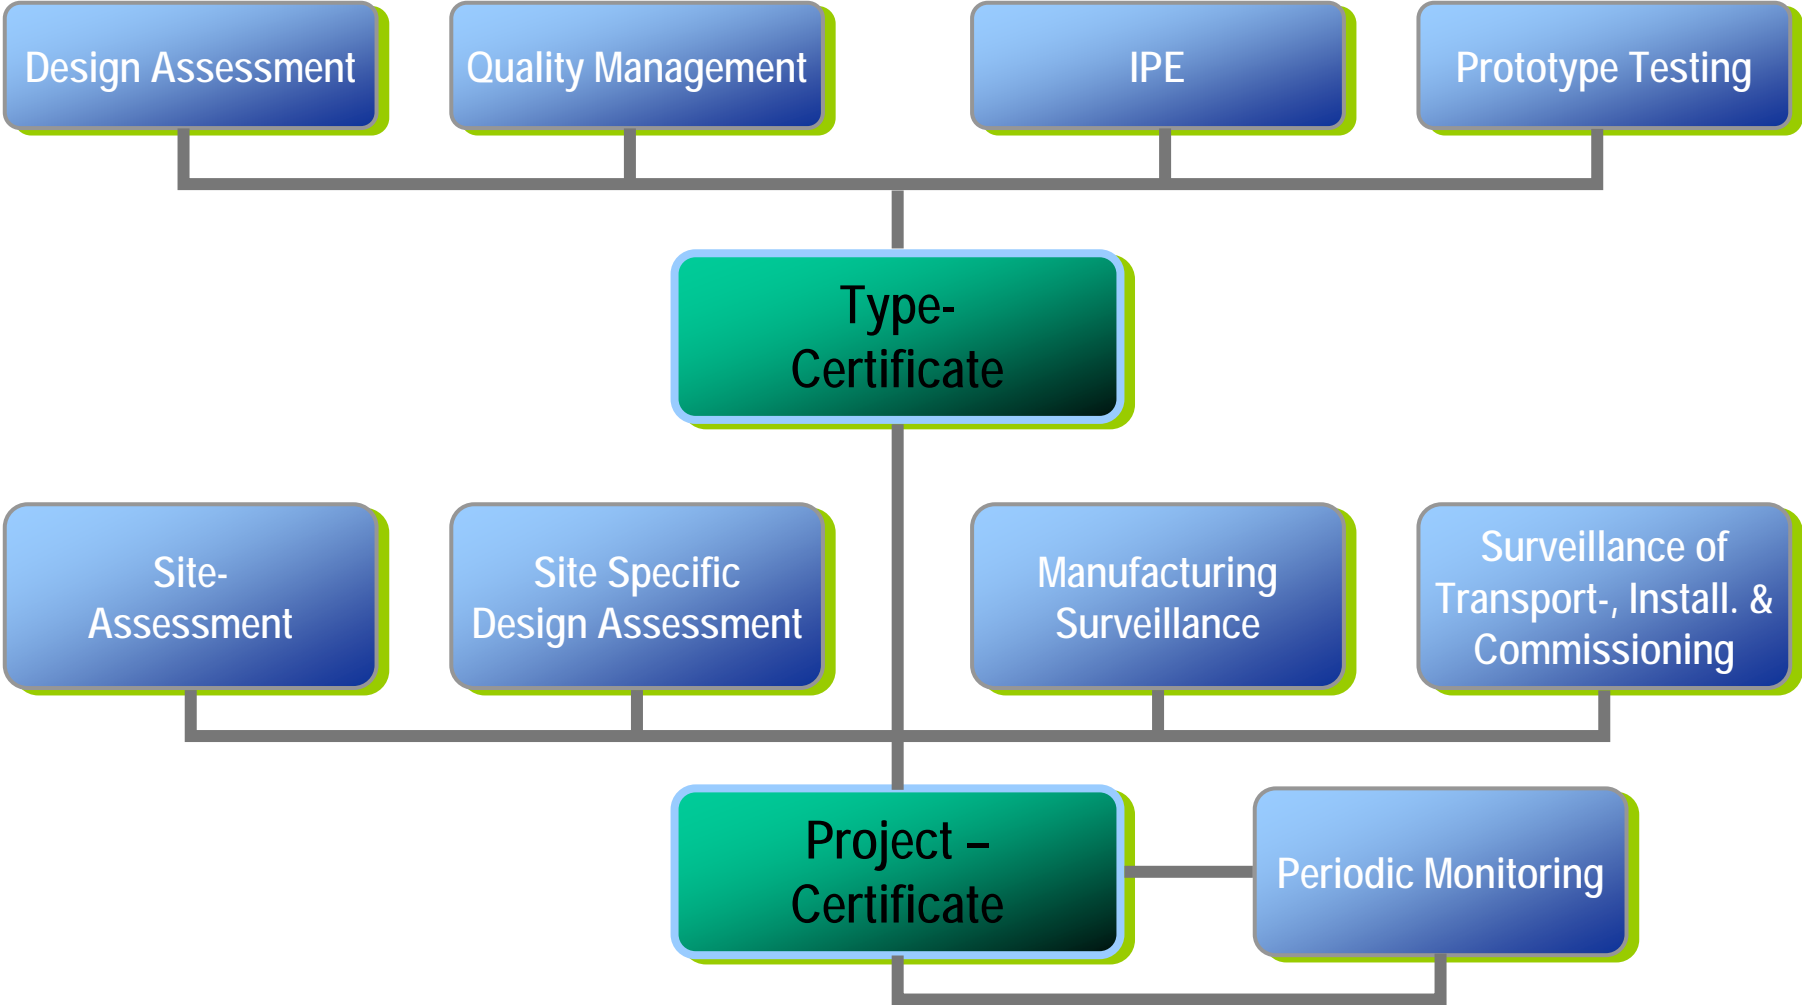 Design Assessment
Quality Management
IPE
Prototype Testing
Type-
Certificate
Site-
Assessment
Site Specific
Design Assessment
Manufacturing
Surveillance
Surveillance of
Transport-, Install. &
Commissioning
Project –
Certificate
Periodic Monitoring